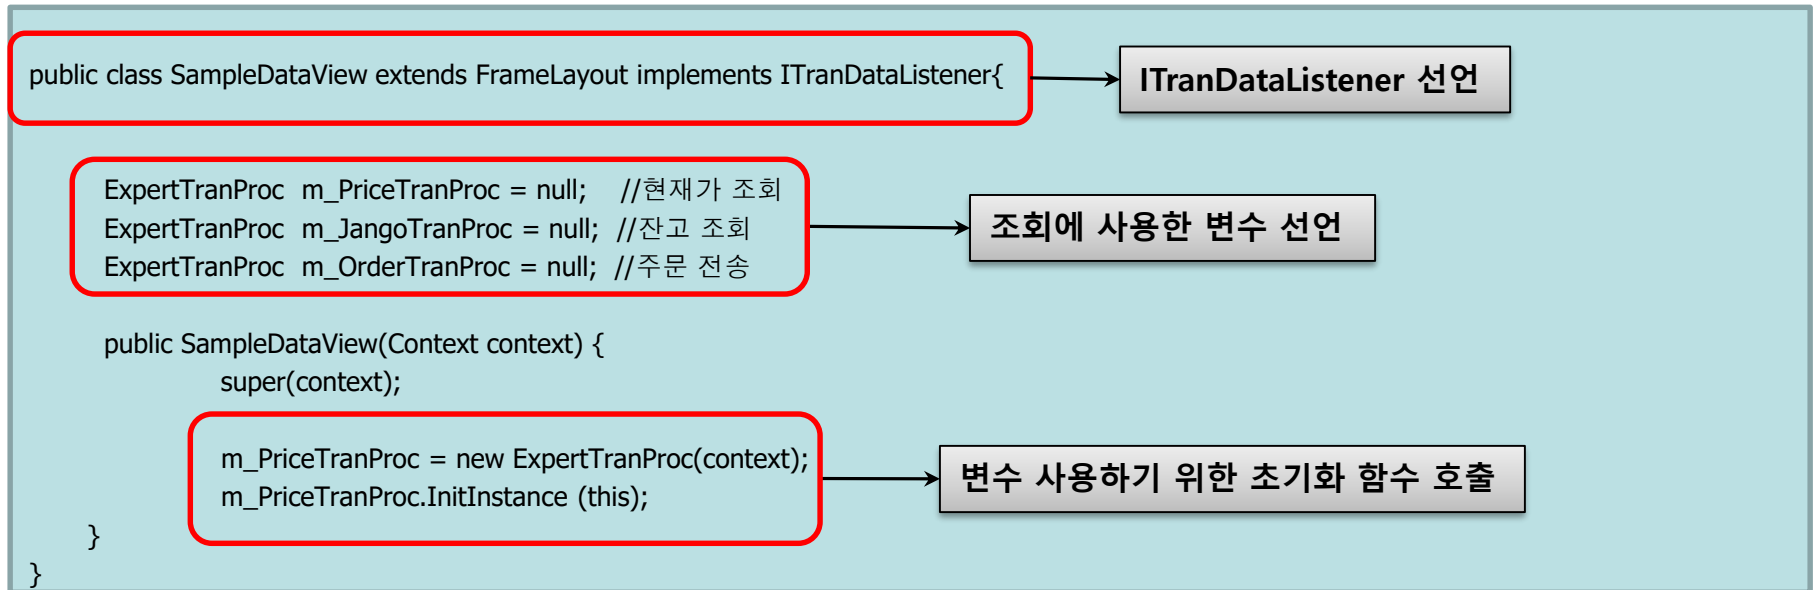 public class SampleDataView extends FrameLayout implements ITranDataListener{
ITranDataListener 선언
ExpertTranProc m_PriceTranProc = null; //현재가 조회
ExpertTranProc m_JangoTranProc = null; //잔고 조회
ExpertTranProc m_OrderTranProc = null; //주문 전송
조회에 사용한 변수 선언
public SampleDataView(Context context) {
super(context);
m_PriceTranProc = new ExpertTranProc(context);
m_PriceTranProc.InitInstance (this);
변수 사용하기 위한 초기화 함수 호출
}
}